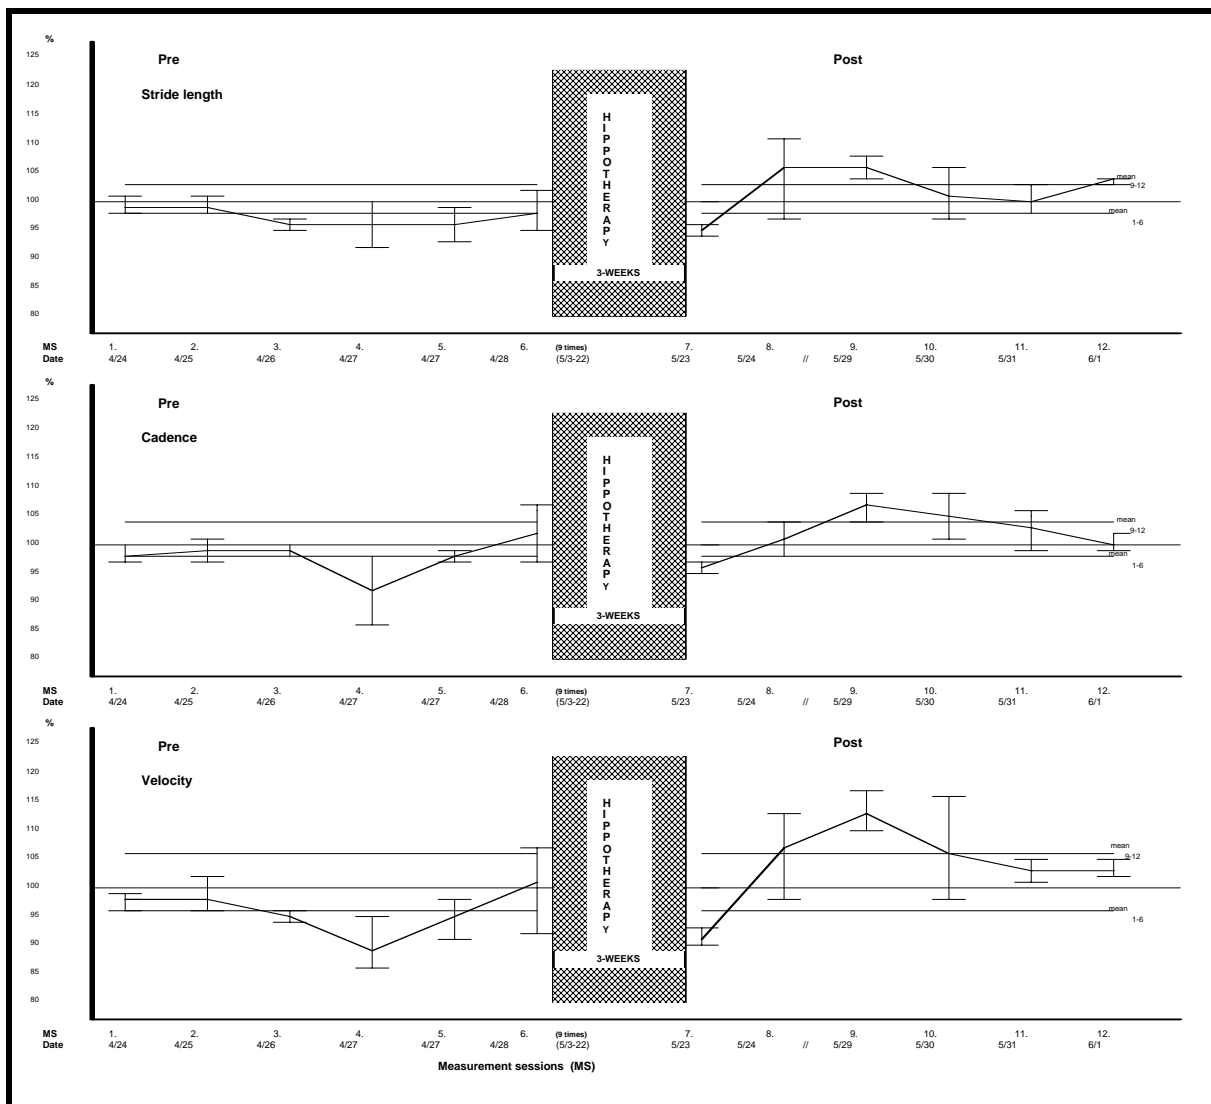 %
125
Pre
Post
120
Stride length
115
110
105
100
95
90
85
80
HIPPOTHERAPY
3-WEEKS
mean
9-12
mean
1-6
MS 1. 2. 3. 4. 5. 6. (9 times) 7. 8. 9. 10. 11. 12.
Date 4/24 4/25 4/26 4/27 4/27 4/28 (5/3-22) 5/23 5/24 // 5/29 5/30 5/31 6/1
%
125
Pre
Post
120
Cadence
115
110
105
100
95
90
85
80
HIPPOTHERAPY
3-WEEKS
mean
9-12
mean
1-6
MS 1. 2. 3. 4. 5. 6. (9 times) 7. 8. 9. 10. 11. 12.
Date 4/24 4/25 4/26 4/27 4/27 4/28 (5/3-22) 5/23 5/24 // 5/29 5/30 5/31 6/1
%
125
Pre
Post
120
Velocity
115
110
105
100
95
90
85
80
HIPPOTHERAPY
3-WEEKS
mean
9-12
mean
1-6
MS 1. 2. 3. 4. 5. 6. (9 times) 7. 8. 9. 10. 11. 12.
Date 4/24 4/25 4/26 4/27 4/27 4/28 (5/3-22) 5/23 5/24 // 5/29 5/30 5/31 6/1
Measurement sessions (MS)